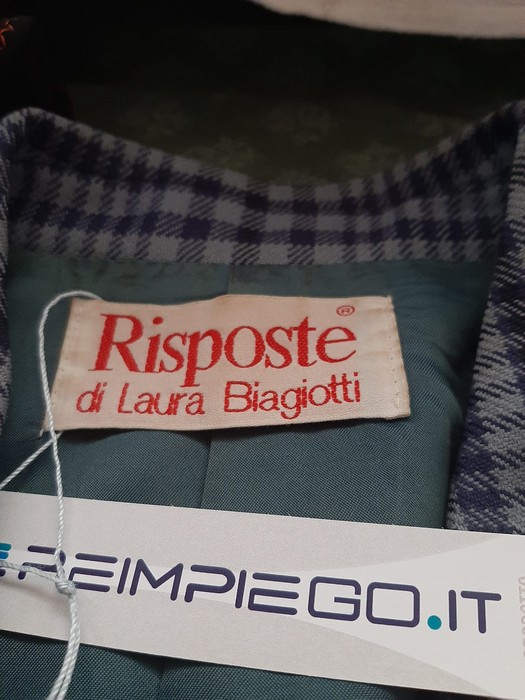 Risposte®
di Laura Biagiotti
REIMPIEGO.IT